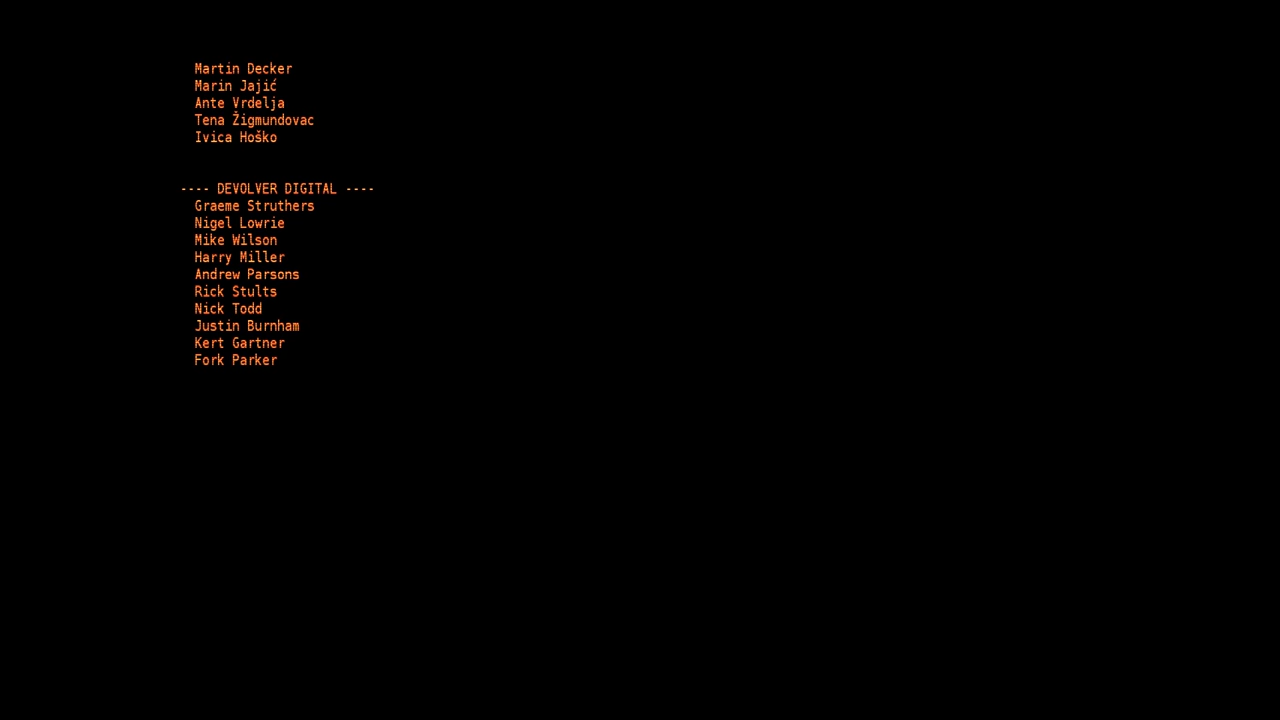 Martin Decker
Marin Jajić
Ante Vrdelja
Tena Žigmundovac
Ivica Hoško
---- DEVOLVER DIGITAL ----
Graeme Struthers
Nigel Lowrie
Mike Wilson
Harry Miller
Andrew Parsons
Rick Stults
Nick Todd
Justin Burnham
Kert Gartner
Fork Parker